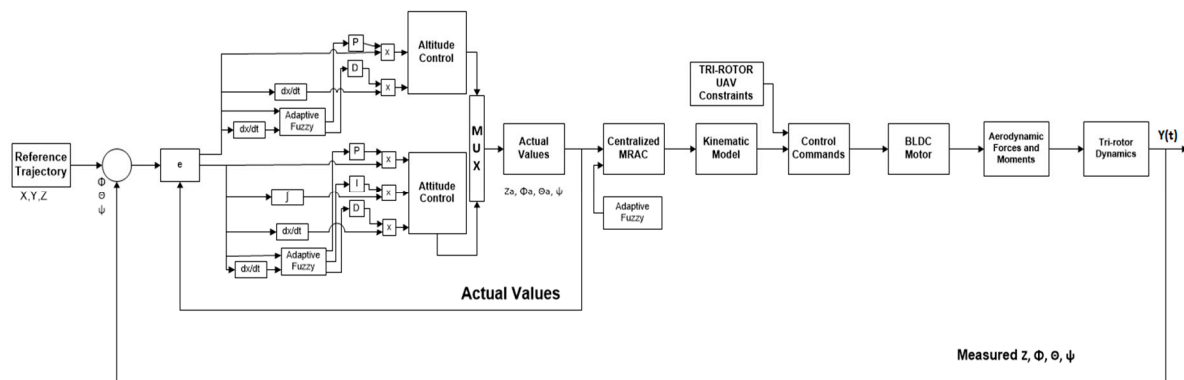 Reference
Trajectory
X,Y,Z
Φ
Θ
ψ
e
dx/dt
dx/dt
Adaptive
Fuzzy
P
D
x
x
Altitude
Control
∫
dx/dt
dx/dt
Adaptive
Fuzzy
P
I
D
x
x
x
Attitude
Control
M
U
X
Actual
Values
Za, Φa, Θa, ψ
Centralized
MRAC
Adaptive
Fuzzy
Kinematic
Model
TRI-ROTOR
UAV
Constraints
Control
Commands
BLDC
Motor
Aerodynamic
Forces and
Moments
Tri-rotor
Dynamics
Y(t)
Actual Values
Measured Z, Φ, Θ, ψ